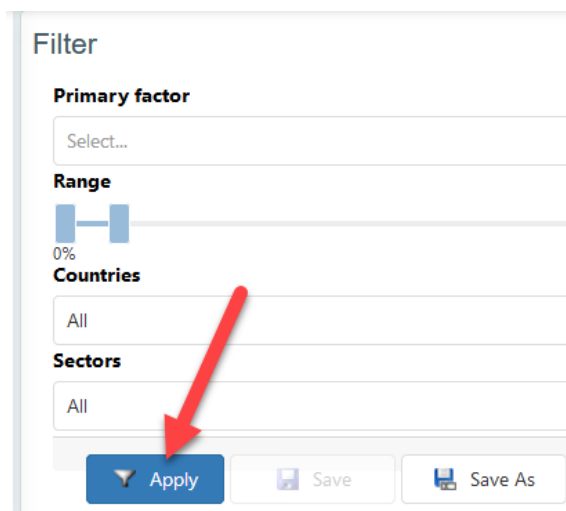 Filter
Primary factor
Select...
Range
0%
Countries
All
Sectors
All
Apply Save Save As